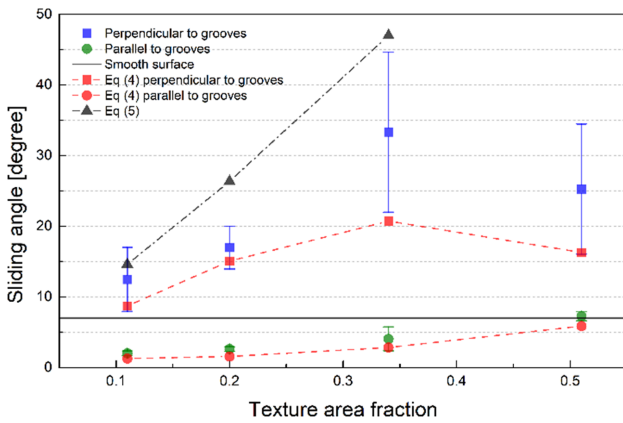 50
40
30
20
10
0
Sliding angle [degree]
Perpendicular to grooves
Parallel to grooves
Smooth surface
Eq (4) perpendicular to grooves
Eq (4) parallel to grooves
Eq (5)
0.1 0.2 0.3 0.4 0.5
Texture area fraction